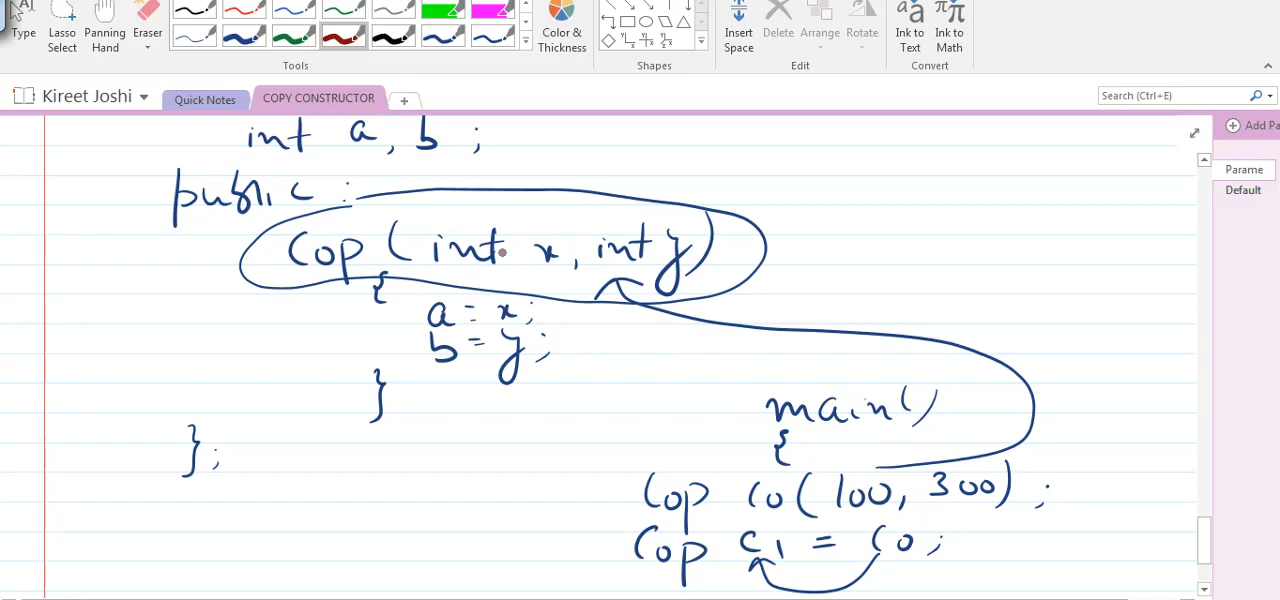 Type
Lasso Select
Panning Hand
Eraser
Color & Thickness
Insert Space
Delete
Arrange
Rotate
Ink to Text
Ink to Math
Tools
Shapes
Edit
Convert
Kireet Joshi
Quick Notes
COPY CONSTRUCTOR
+
Search (Ctrl+E)
Add Pa
Parame
Default
int a, b ;
public :
Cop ( int x, int y)
{
a = x;
b = y;
}
};
main()
{
Cop co(100, 300) ;
Cop c1 = co;